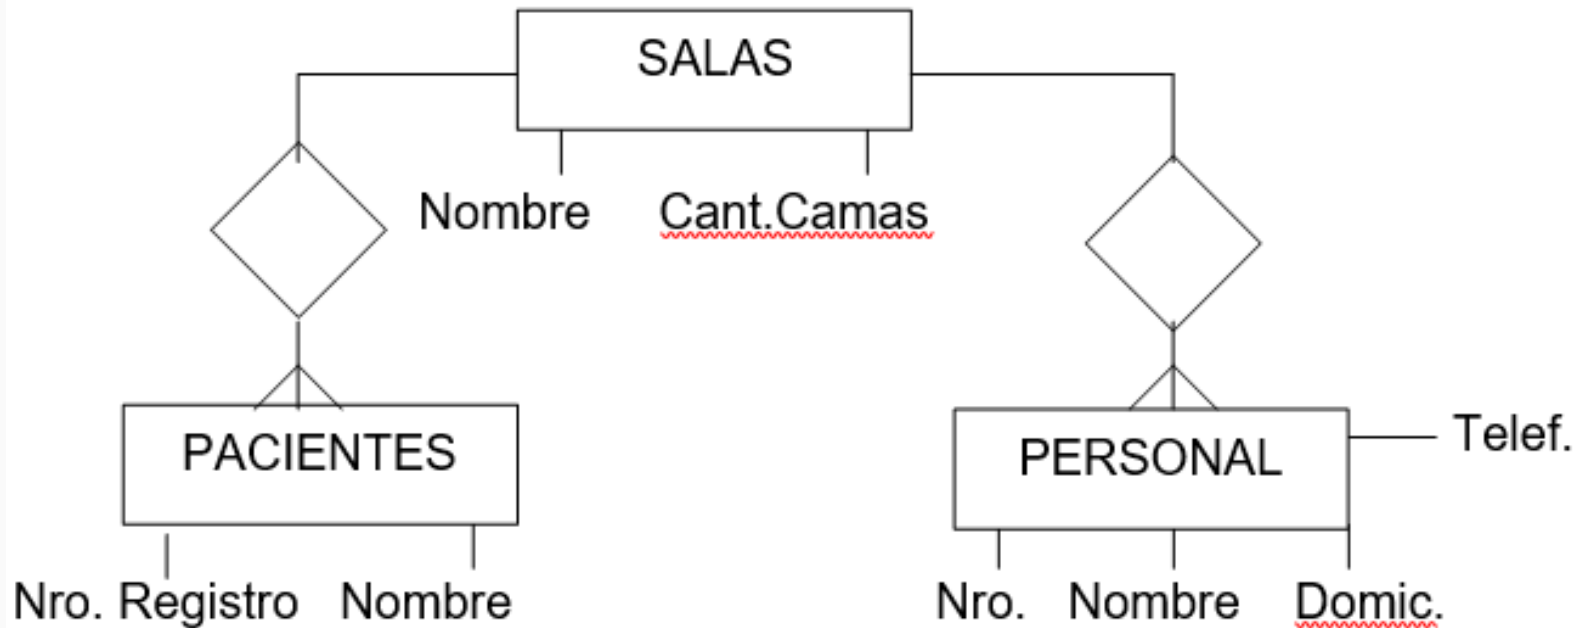 SALAS
Nombre Cant.Camas
PACIENTES PERSONAL Telef.
Nro. Registro Nombre Nro. Nombre Domic.